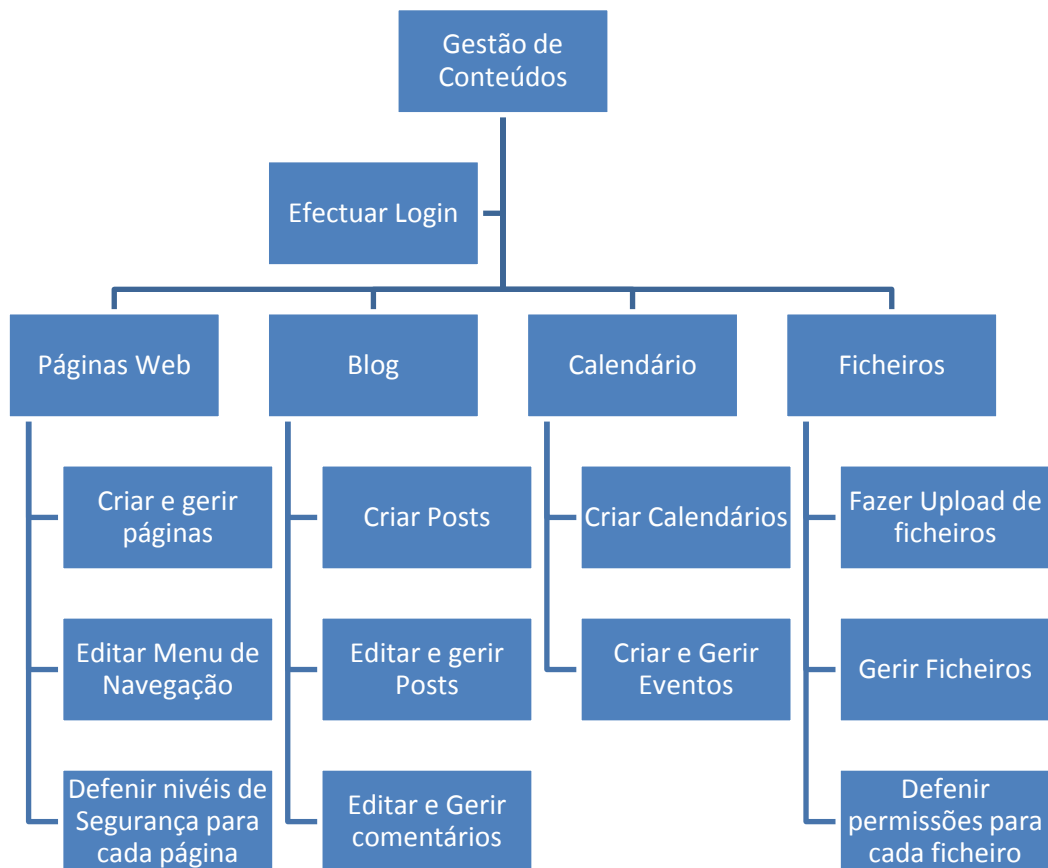 Gestão de
Conteúdos
Efectuar Login
Páginas Web
Blog
Calendário
Ficheiros
Criar e gerir
páginas
Criar Posts
Criar Calendários
Fazer Upload de
ficheiros
Editar Menu de
Navegação
Editar e gerir
Posts
Criar e Gerir
Eventos
Gerir Ficheiros
Defenir nivéis de
Segurança para
cada página
Editar e Gerir
comentários
Defenir
permissões para
cada ficheiro